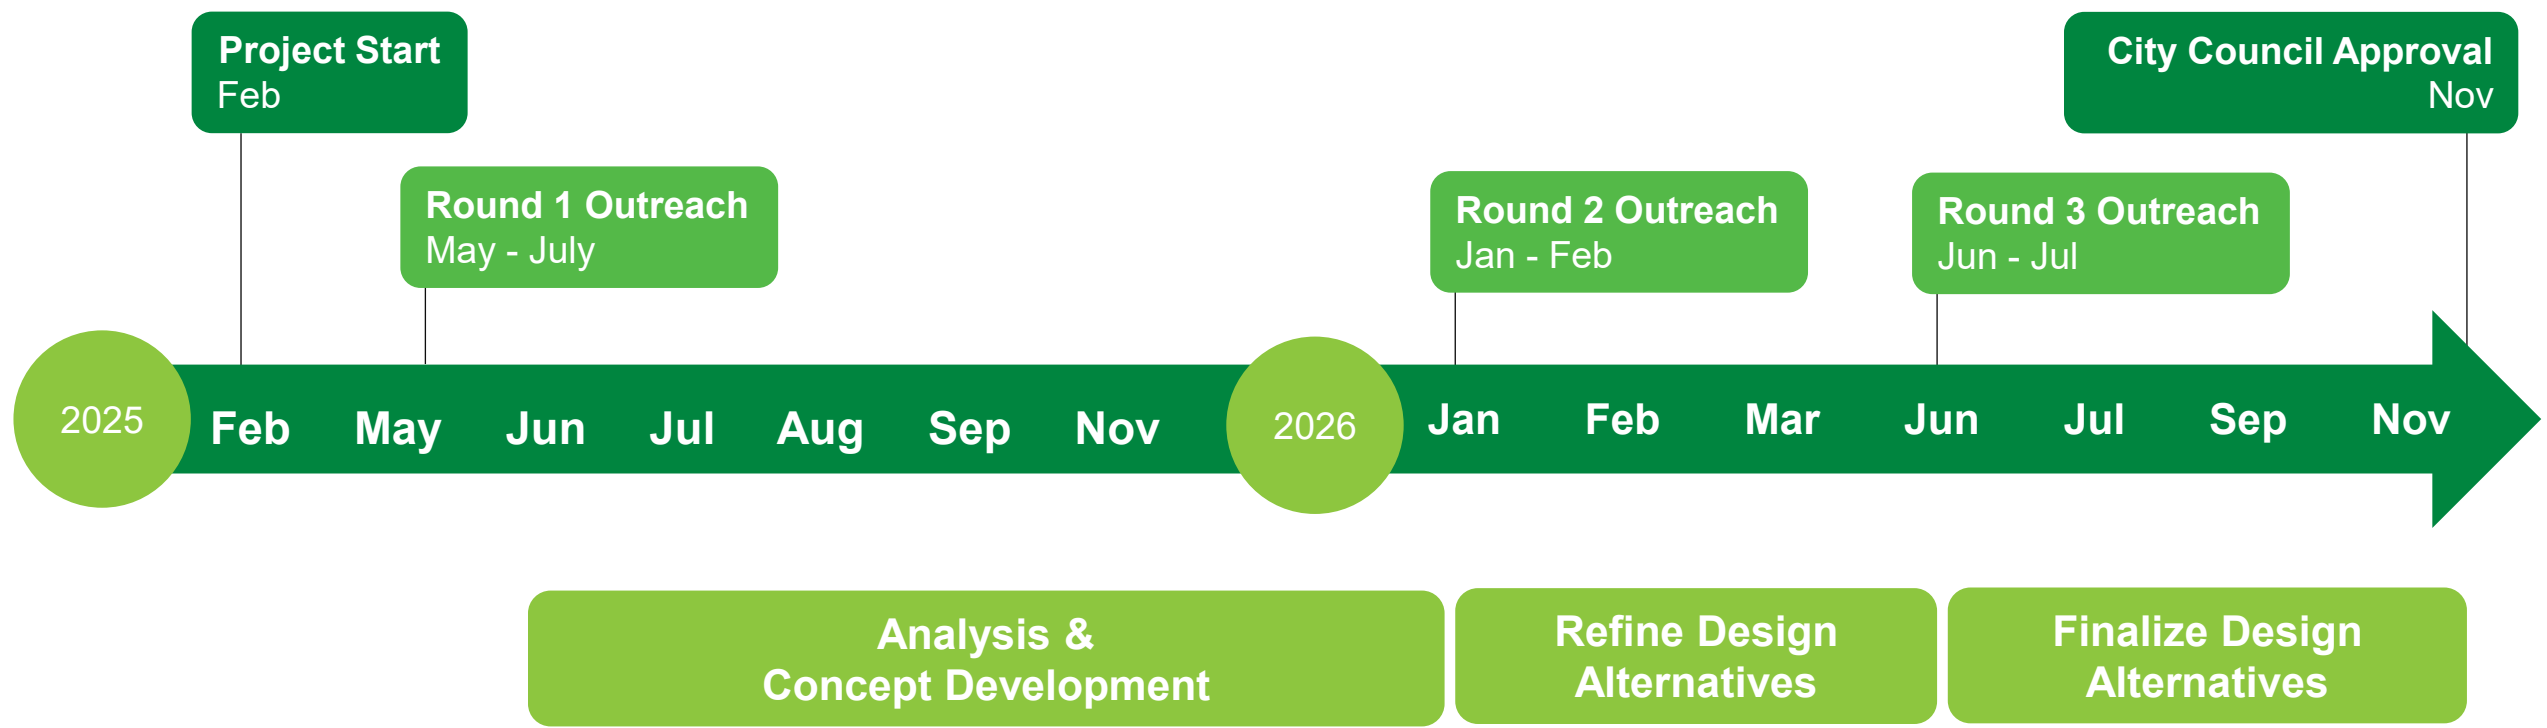 Project Start
Feb
City Council Approval
Nov
Round 1 Outreach
May - July
Round 2 Outreach
Jan - Feb
Round 3 Outreach
Jun - Jul
2025 Feb May Jun Jul Aug Sep Nov 2026 Jan Feb Mar Jun Jul Sep Nov
Analysis &
Concept Development
Refine Design
Alternatives
Finalize Design
Alternatives